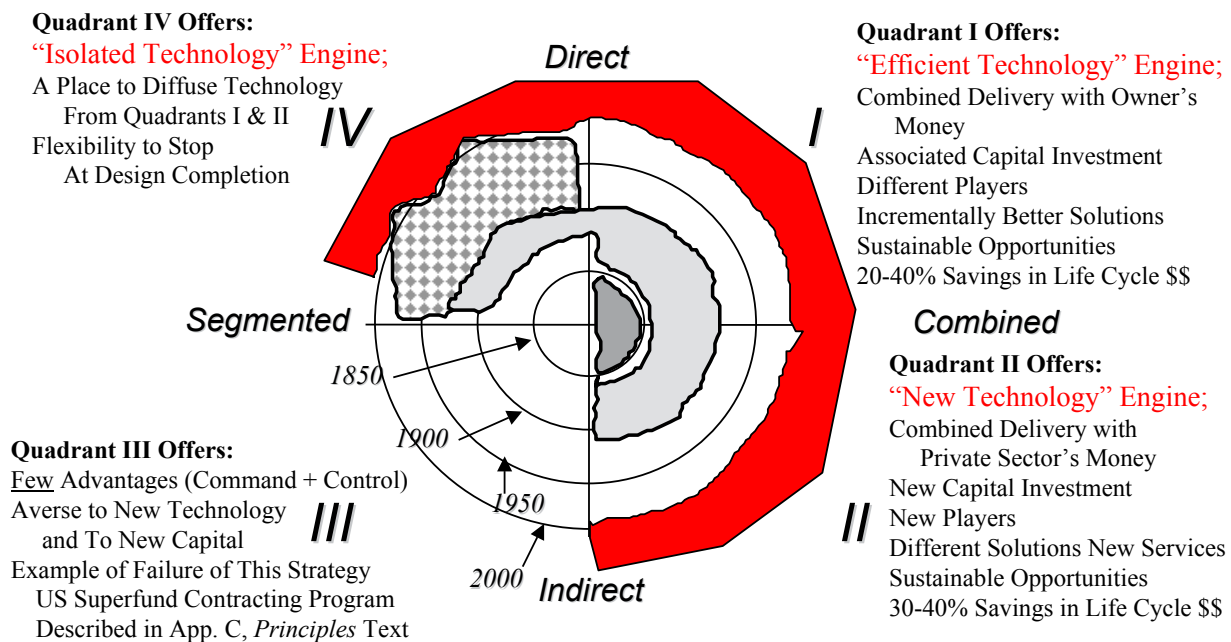 Quadrant IV Offers:
“Isolated Technology” Engine;
A Place to Diffuse Technology
From Quadrants I & II
Flexibility to Stop
At Design Completion
IV
Direct
I
Quadrant I Offers:
“Efficient Technology” Engine;
Combined Delivery with Owner’s
Money
Associated Capital Investment
Different Players
Incrementally Better Solutions
Sustainable Opportunities
20-40% Savings in Life Cycle $$
Segmented
Combined
1850
1900
1950
2000
Quadrant III Offers:
Few Advantages (Command + Control)
Averse to New Technology
and To New Capital
Example of Failure of This Strategy
US Superfund Contracting Program
Described in App. C, Principles Text
III
Indirect
II
Quadrant II Offers:
“New Technology” Engine;
Combined Delivery with
Private Sector’s Money
New Capital Investment
New Players
Different Solutions New Services
Sustainable Opportunities
30-40% Savings in Life Cycle $$